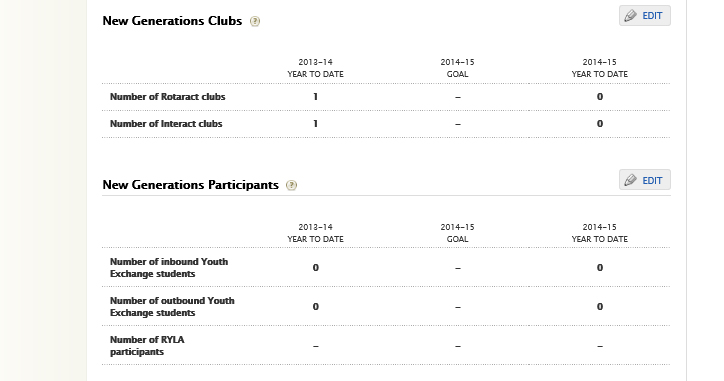 New Generations Clubs ?
EDIT
2013-14 2014-15 2014-15
YEAR TO DATE GOAL YEAR TO DATE
Number of Rotaract clubs 1 – 0
Number of Interact clubs 1 – 0
New Generations Participants ?
EDIT
2013-14 2014-15 2014-15
YEAR TO DATE GOAL YEAR TO DATE
Number of inbound Youth
Exchange students 0 – 0
Number of outbound Youth
Exchange students 0 – 0
Number of RYLA
participants – – –